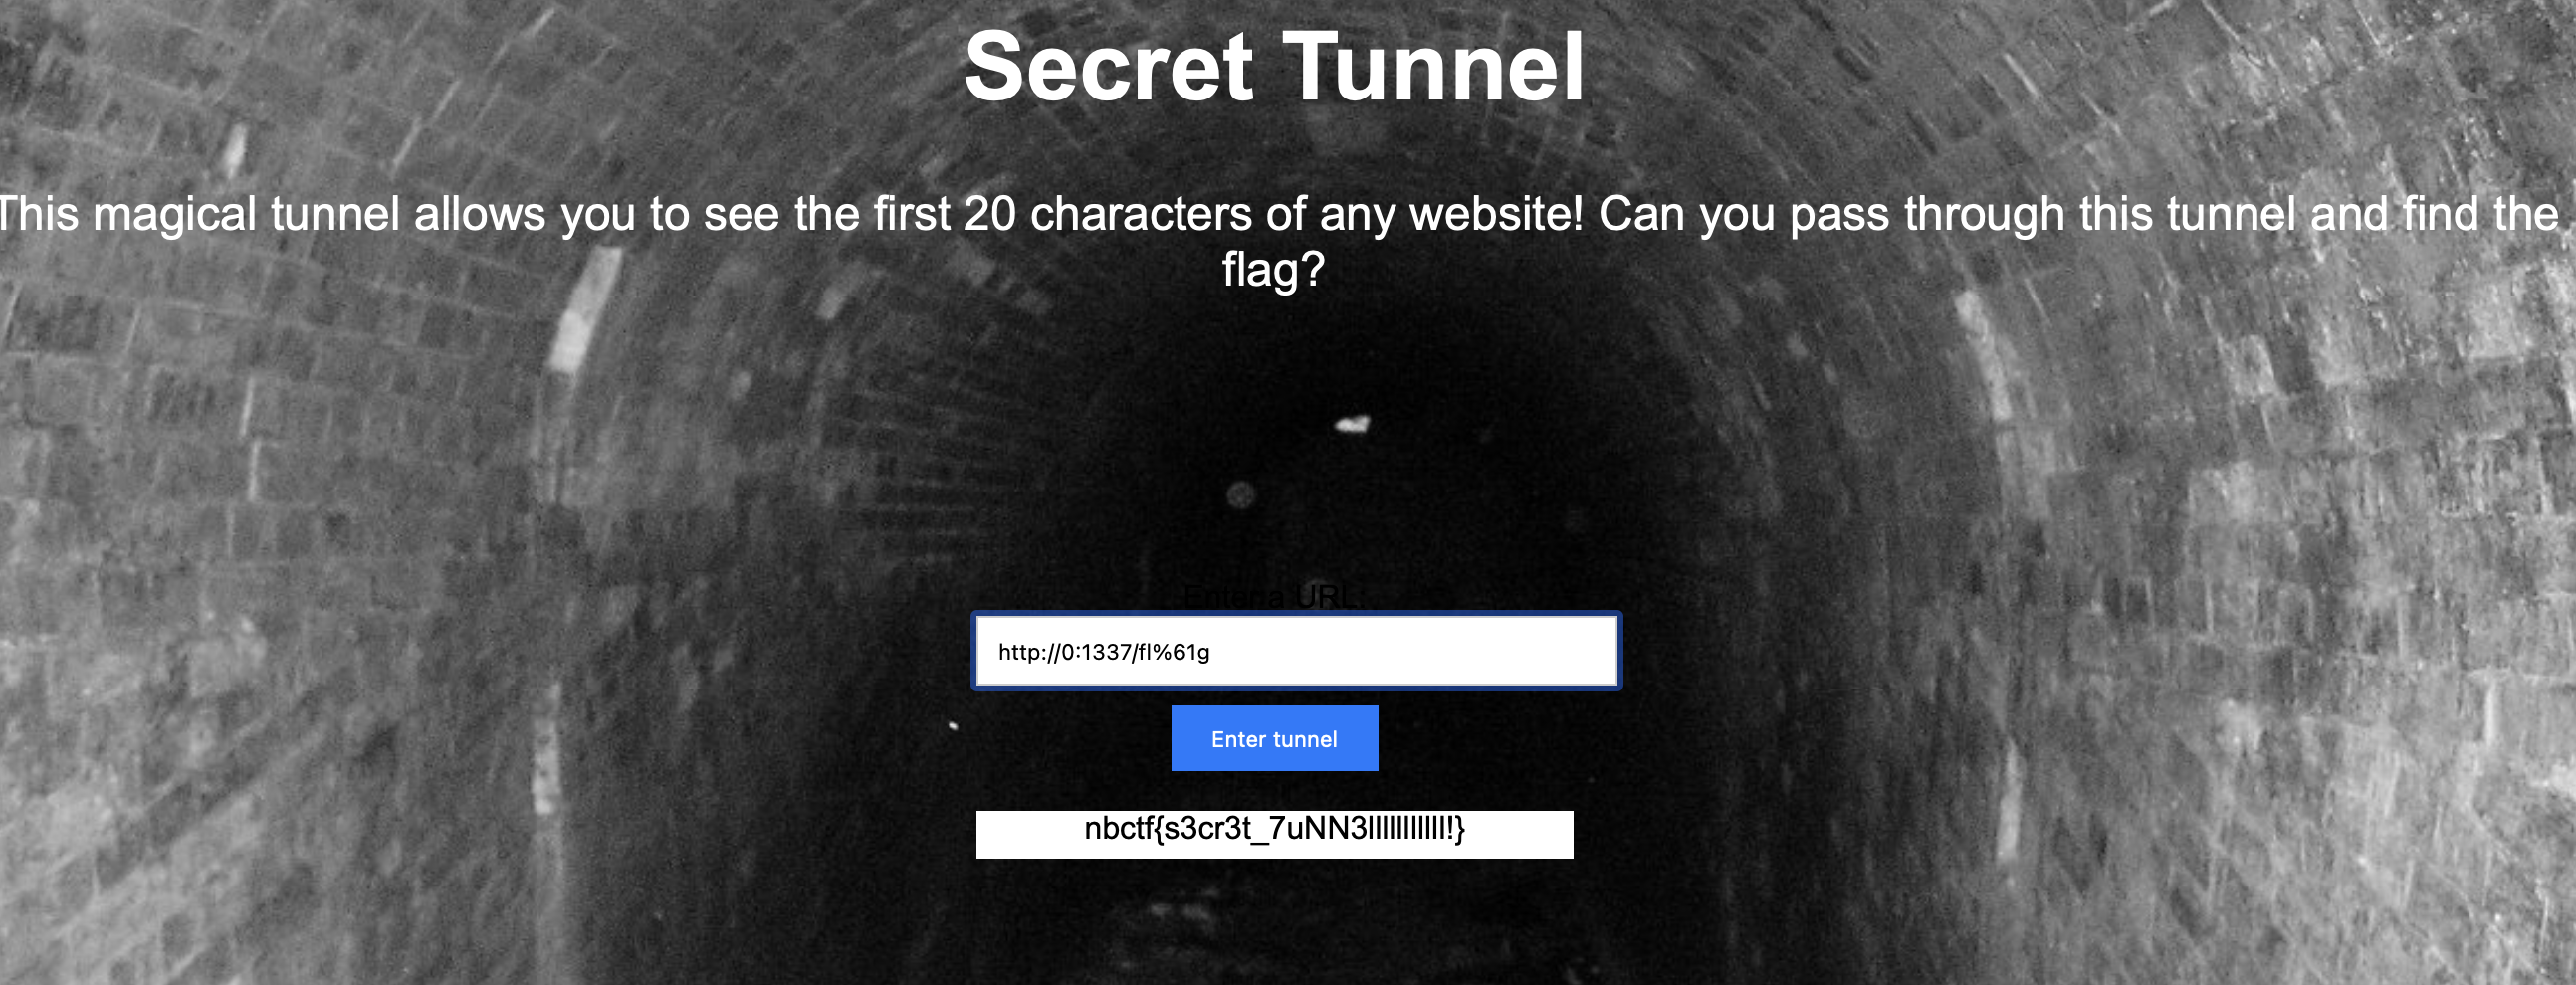 Secret Tunnel
This magical tunnel allows you to see the first 20 characters of any website! Can you pass through this tunnel and find the
flag?
Enter a URL:
http://0:1337/fl%61g
Enter tunnel
nbctf{s3cr3t_7uNN3llllllllllll!}